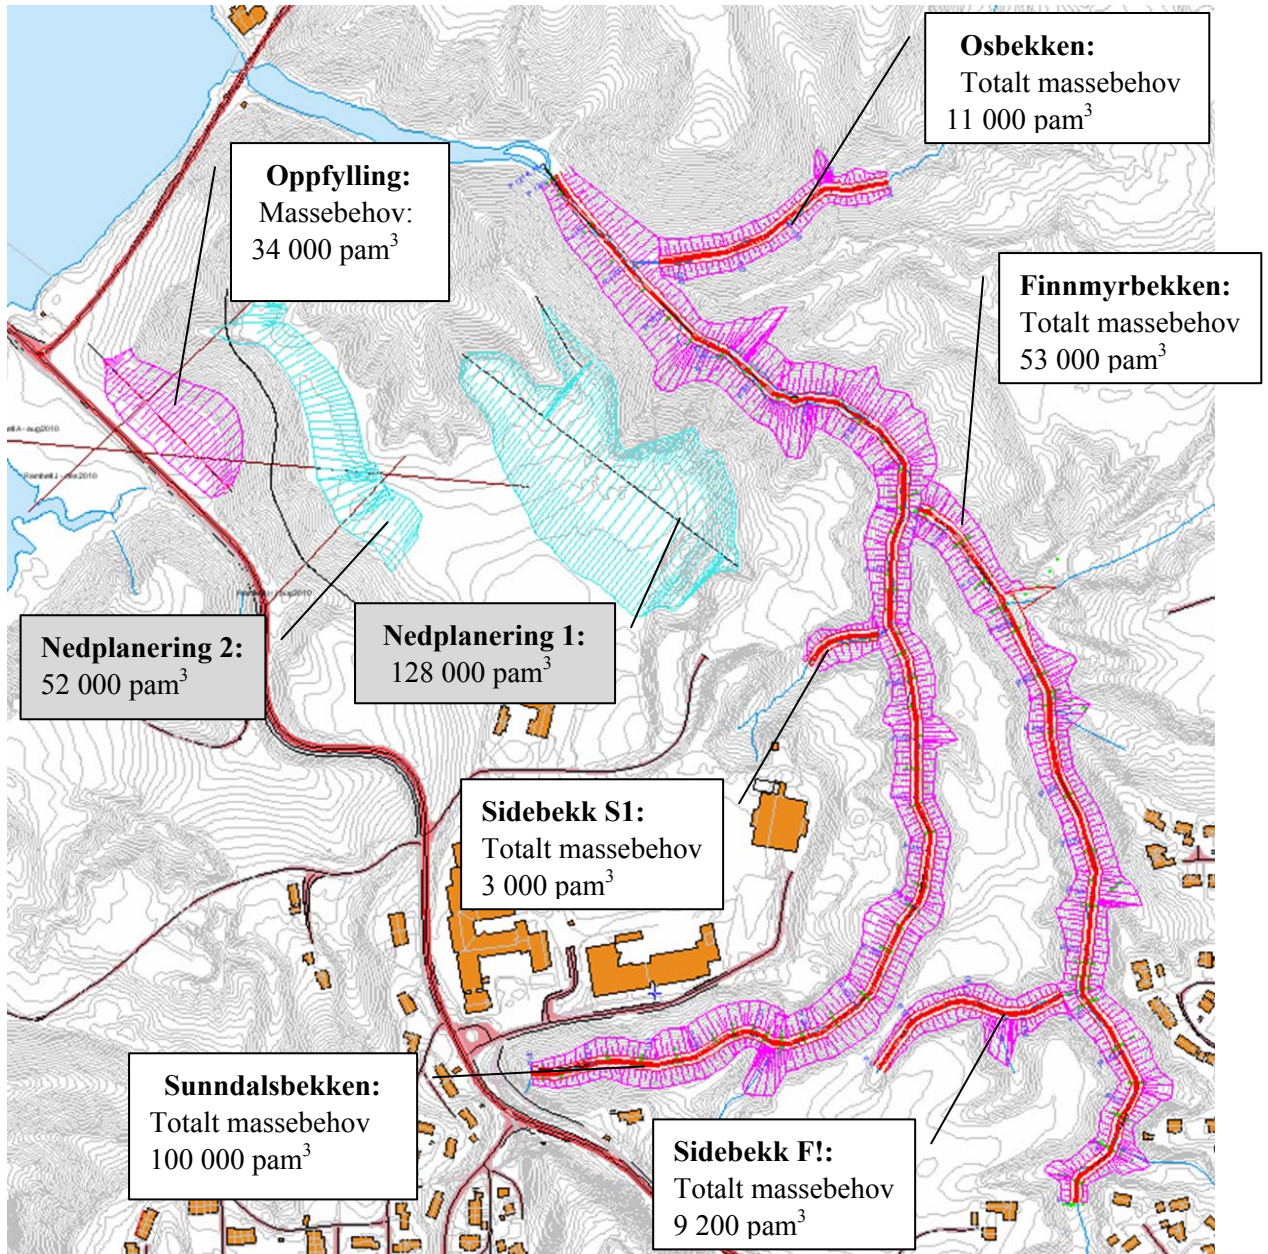 Osbekken:
Totalt massebehov
11 000 pam³
Oppfylling:
Massebehov:
34 000 pam³
Finnmyrbekken:
Totalt massebehov
53 000 pam³
Nedplanering 2:
52 000 pam³
Nedplanering 1:
128 000 pam³
Sidebekk S1:
Totalt massebehov
3 000 pam³
Sunndalsbekken:
Totalt massebehov
100 000 pam³
Sidebekk F!:
Totalt massebehov
9 200 pam³